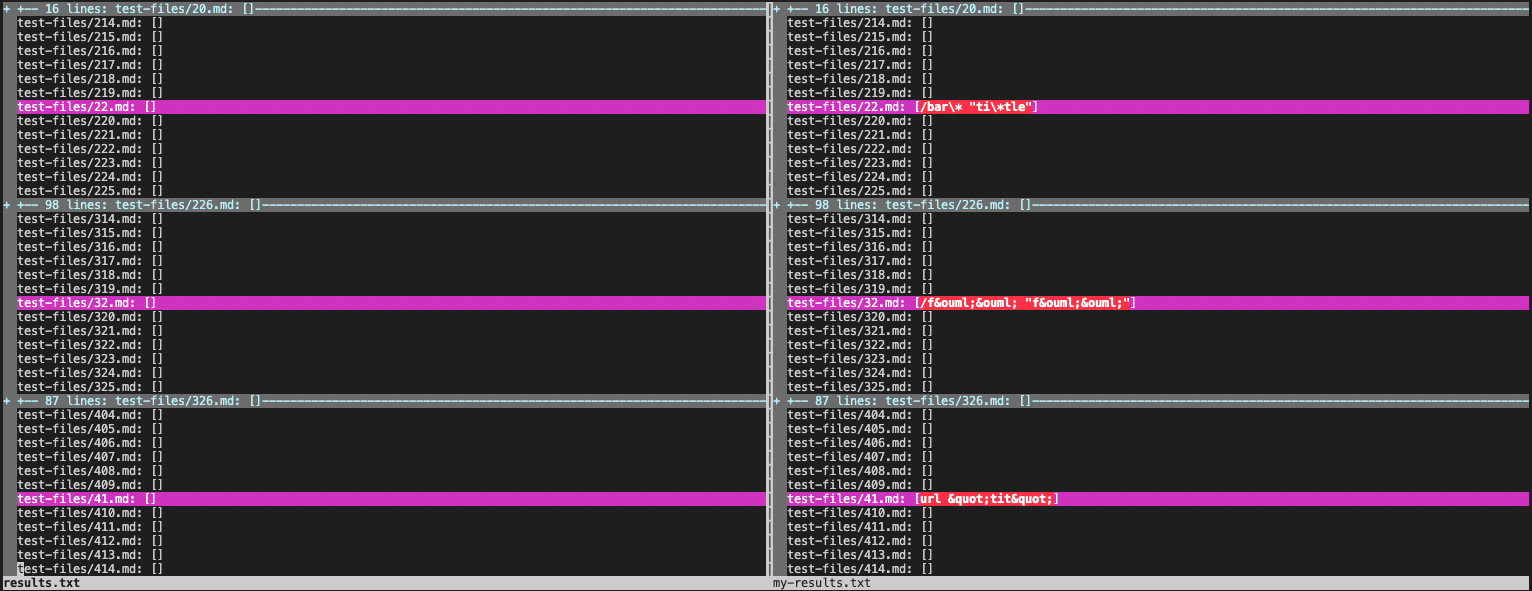 + +-- 16 lines: test-files/20.md: []
test-files/214.md: []
test-files/215.md: []
test-files/216.md: []
test-files/217.md: []
test-files/218.md: []
test-files/219.md: []
test-files/22.md: []
test-files/220.md: []
test-files/221.md: []
test-files/222.md: []
test-files/223.md: []
test-files/224.md: []
test-files/225.md: []
+ +-- 98 lines: test-files/226.md: []
test-files/314.md: []
test-files/315.md: []
test-files/316.md: []
test-files/317.md: []
test-files/318.md: []
test-files/319.md: []
test-files/32.md: []
test-files/320.md: []
test-files/321.md: []
test-files/322.md: []
test-files/323.md: []
test-files/324.md: []
test-files/325.md: []
+ +-- 87 lines: test-files/326.md: []
test-files/404.md: []
test-files/405.md: []
test-files/406.md: []
test-files/407.md: []
test-files/408.md: []
test-files/409.md: []
test-files/41.md: []
test-files/410.md: []
test-files/411.md: []
test-files/412.md: []
test-files/413.md: []
test-files/414.md: []
results.txt
+ +-- 16 lines: test-files/20.md: []
test-files/214.md: []
test-files/215.md: []
test-files/216.md: []
test-files/217.md: []
test-files/218.md: []
test-files/219.md: []
test-files/22.md: [/bar\* "ti\*tle"]
test-files/220.md: []
test-files/221.md: []
test-files/222.md: []
test-files/223.md: []
test-files/224.md: []
test-files/225.md: []
+ +-- 98 lines: test-files/226.md: []
test-files/314.md: []
test-files/315.md: []
test-files/316.md: []
test-files/317.md: []
test-files/318.md: []
test-files/319.md: []
test-files/32.md: [/f&ouml;&ouml; "f&ouml;&ouml;"]
test-files/320.md: []
test-files/321.md: []
test-files/322.md: []
test-files/323.md: []
test-files/324.md: []
test-files/325.md: []
+ +-- 87 lines: test-files/326.md: []
test-files/404.md: []
test-files/405.md: []
test-files/406.md: []
test-files/407.md: []
test-files/408.md: []
test-files/409.md: []
test-files/41.md: [url &quot;tit&quot;]
test-files/410.md: []
test-files/411.md: []
test-files/412.md: []
test-files/413.md: []
test-files/414.md: []
my-results.txt